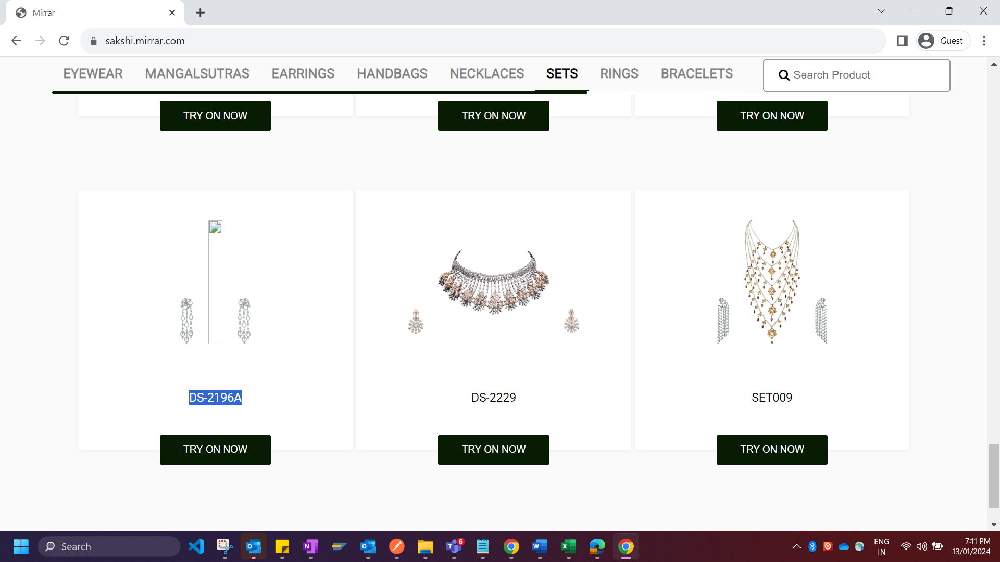 Mirrar
sakshi.mirrar.com
Guest
EYEWEAR MANGALSUTRAS EARRINGS HANDBAGS NECKLACES SETS RINGS BRACELETS Search Product
TRY ON NOW TRY ON NOW TRY ON NOW
DS-2196A DS-2229 SET009
TRY ON NOW TRY ON NOW TRY ON NOW
Search
6
ENG
IN
7:11 PM
13/01/2024